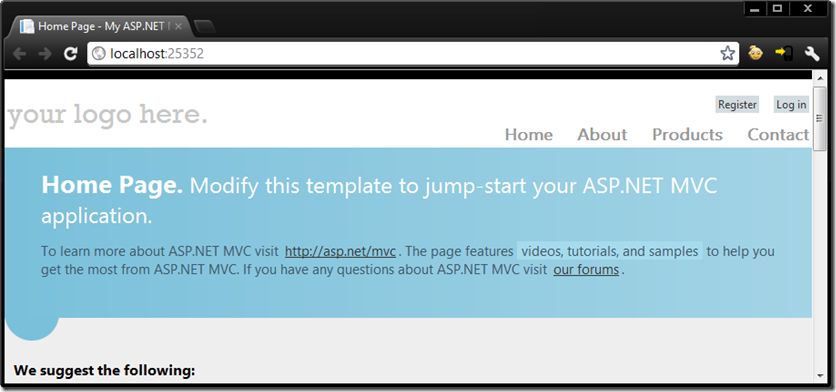 Home Page - My ASP.NET
localhost:25352
Register Log in
your logo here.
Home About Products Contact
Home Page. Modify this template to jump-start your ASP.NET MVC
application.
To learn more about ASP.NET MVC visit http://asp.net/mvc. The page features videos, tutorials, and samples to help you
get the most from ASP.NET MVC. If you have any questions about ASP.NET MVC visit our forums.
We suggest the following: